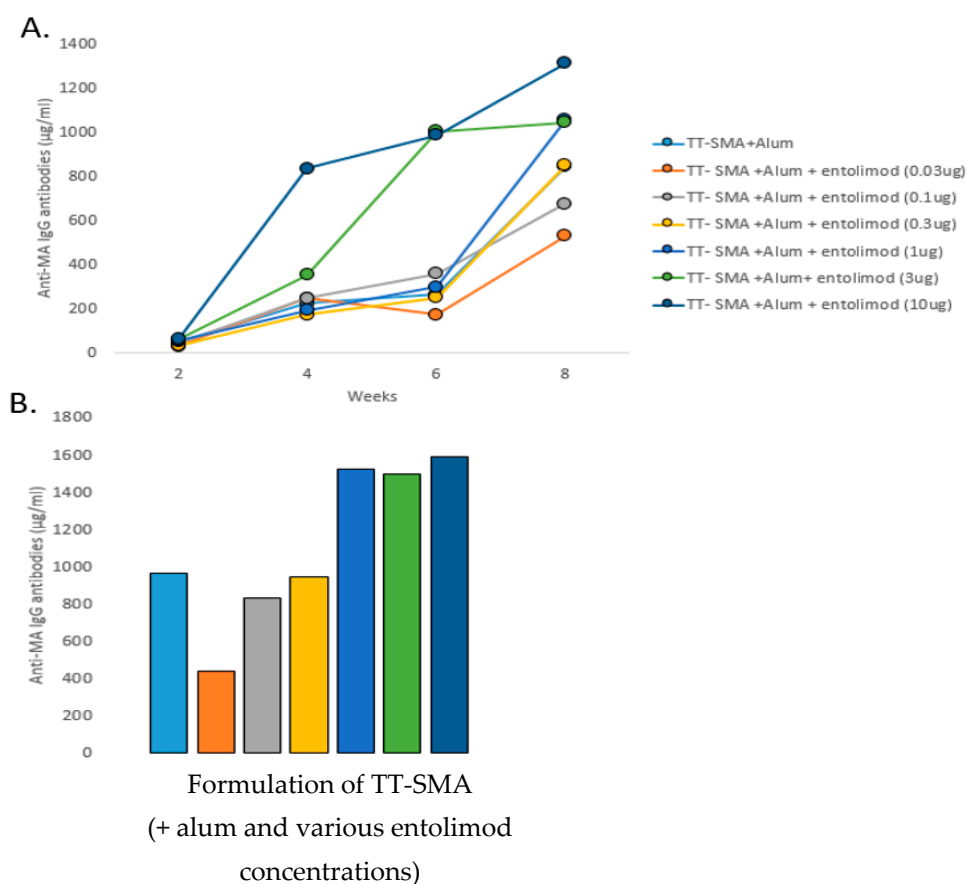 A.
1400
1200
1000
800
600
400
200
0
Anti-MA IgG antibodies (µg/ml)
2 4 6 8
Weeks
TT-SMA+Alum
TT- SMA +Alum + entolimod (0.03ug)
TT- SMA +Alum + entolimod (0.1ug)
TT- SMA +Alum + entolimod (0.3ug)
TT- SMA +Alum + entolimod (1ug)
TT- SMA +Alum+ entolimod (3ug)
TT- SMA +Alum + entolimod (10ug)
B.
1800
1600
1400
1200
1000
800
600
400
200
0
Anti-MA IgG antibodies (µg/ml)
Formulation of TT-SMA
(+ alum and various entolimod
concentrations)